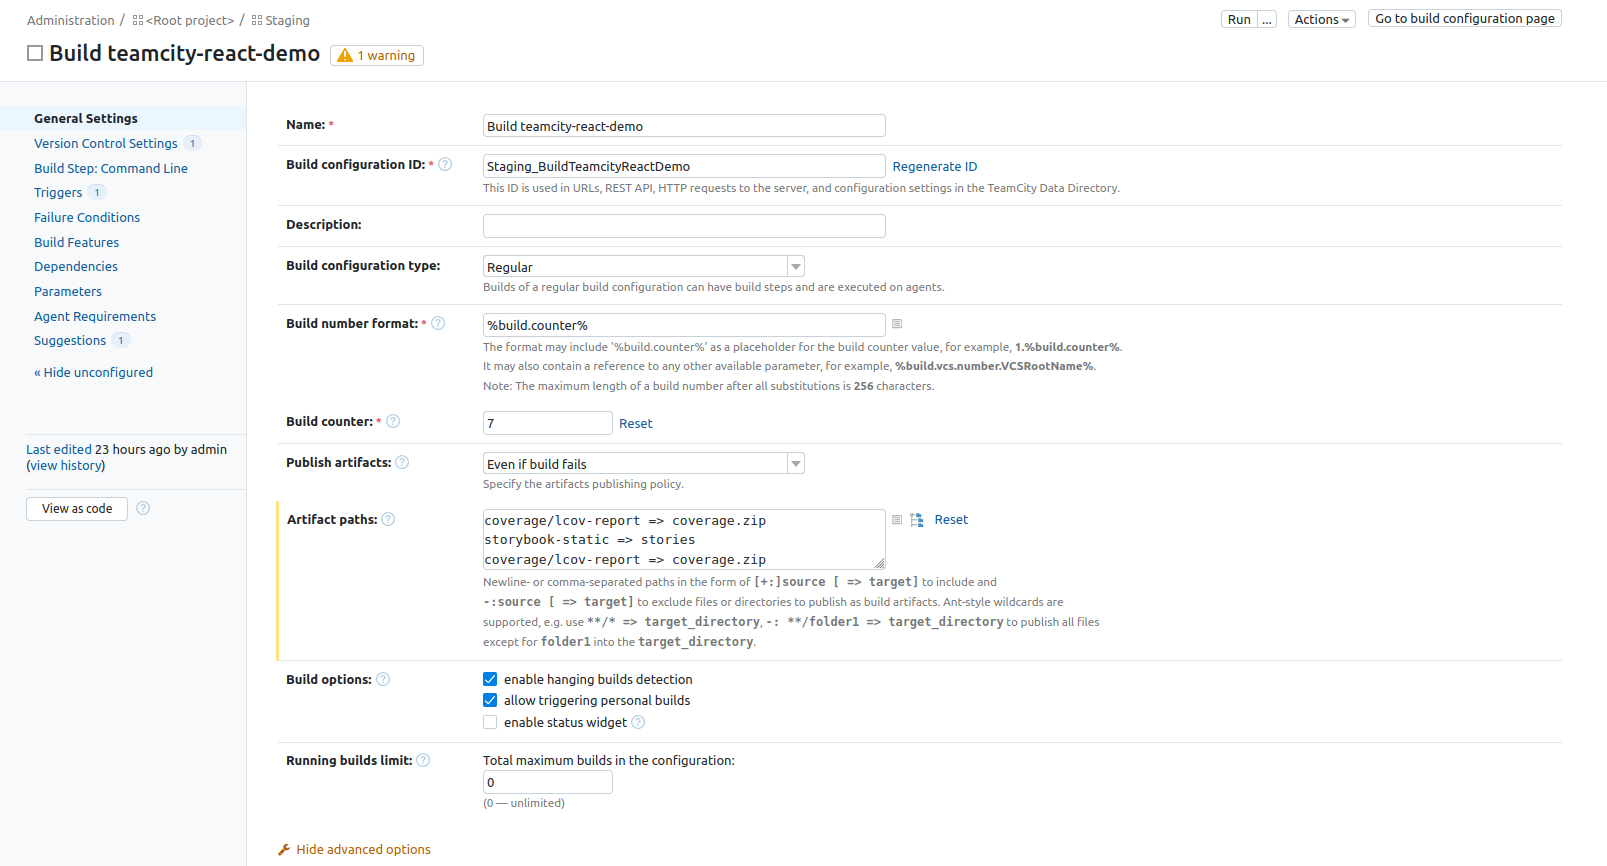 Administration / <Root project> / Staging
Run ... Actions Go to build configuration page
Build teamcity-react-demo 1 warning
General Settings
Version Control Settings 1
Build Step: Command Line
Triggers 1
Failure Conditions
Build Features
Dependencies
Parameters
Agent Requirements
Suggestions 1
« Hide unconfigured
Last edited 23 hours ago by admin
(view history)
View as code ?
Name: * Build teamcity-react-demo
Build configuration ID: * ? Staging_BuildTeamcityReactDemo Regenerate ID
This ID is used in URLs, REST API, HTTP requests to the server, and configuration settings in the TeamCity Data Directory.
Description:
Build configuration type: Regular
Builds of a regular build configuration can have build steps and are executed on agents.
Build number format: * ? %build.counter%
The format may include '%build.counter%' as a placeholder for the build counter value, for example, 1.%build.counter%.
It may also contain a reference to any other available parameter, for example, %build.vcs.number.VCSRootName%.
Note: The maximum length of a build number after all substitutions is 256 characters.
Build counter: * ? 7 Reset
Publish artifacts: ? Even if build fails
Specify the artifacts publishing policy.
Artifact paths: ? coverage/lcov-report => coverage.zip Reset
storybook-static => stories
coverage/lcov-report => coverage.zip
Newline- or comma-separated paths in the form of [+:]source [ => target] to include and
-:source [ => target] to exclude files or directories to publish as build artifacts. Ant-style wildcards are
supported, e.g. use **/* => target_directory, -: **/folder1 => target_directory to publish all files
except for folder1 into the target_directory.
Build options: ? enable hanging builds detection
allow triggering personal builds
enable status widget ?
Running builds limit: ? Total maximum builds in the configuration:
0
(0 — unlimited)
Hide advanced options